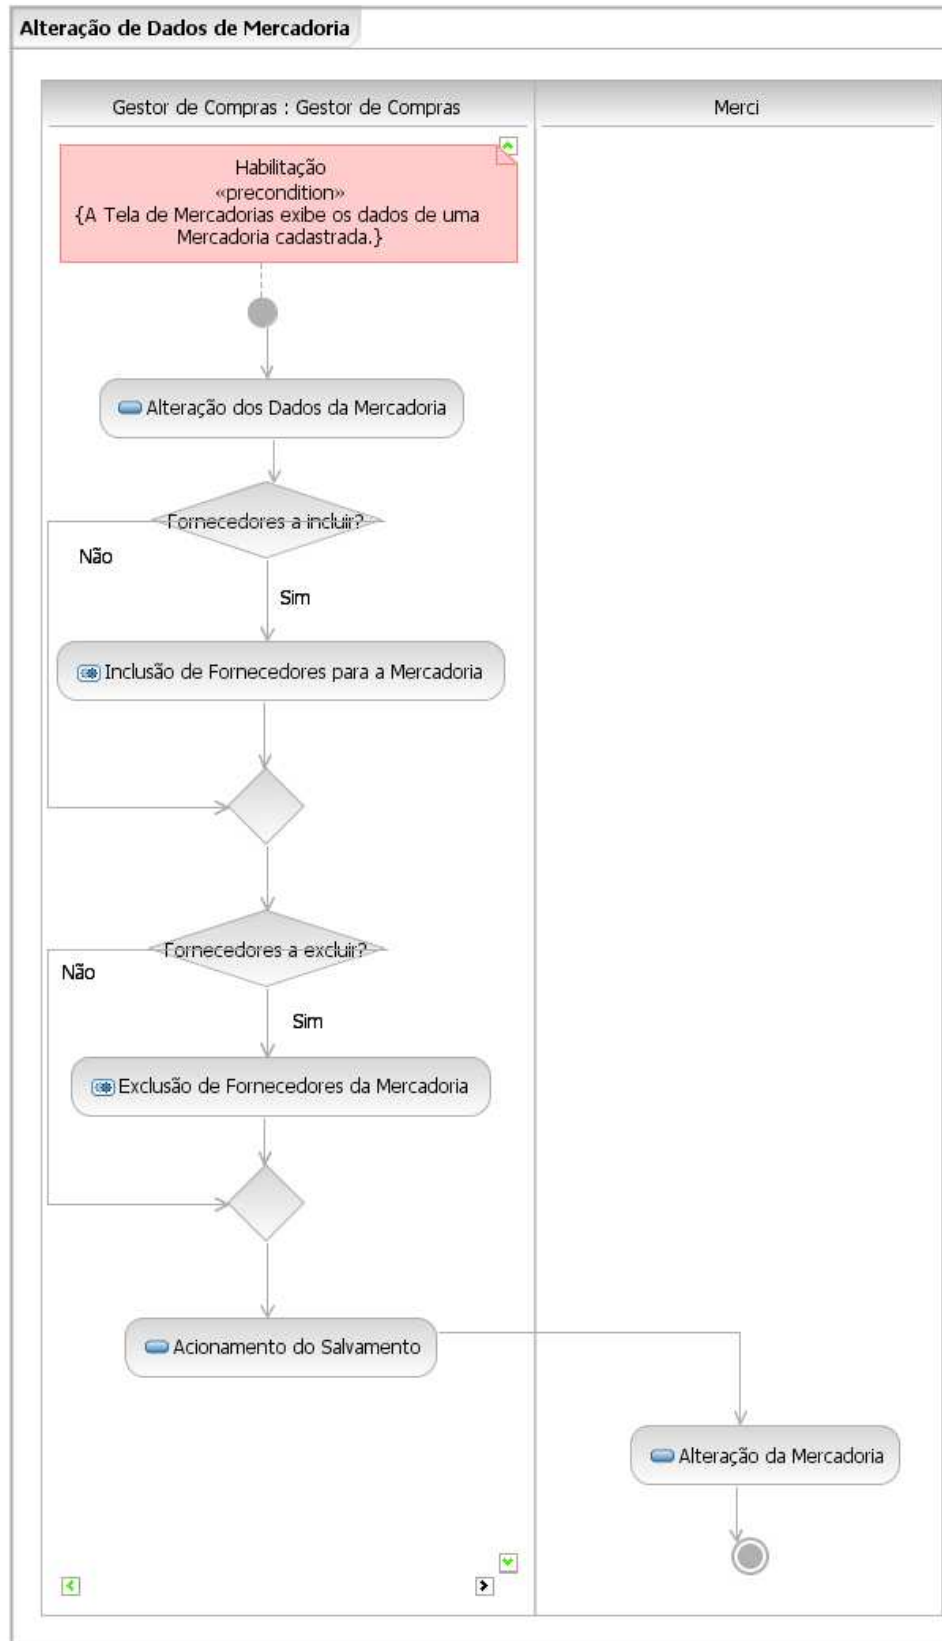 Alteração de Dados de Mercadoria
Gestor de Compras : Gestor de Compras
Merci
Habilitação
«precondition»
{A Tela de Mercadorias exibe os dados de uma
Mercadoria cadastrada.}
Alteração dos Dados da Mercadoria
Fornecedores a incluir?
Não
Sim
Inclusão de Fornecedores para a Mercadoria
Fornecedores a excluir?
Não
Sim
Exclusão de Fornecedores da Mercadoria
Acionamento do Salvamento
Alteração da Mercadoria